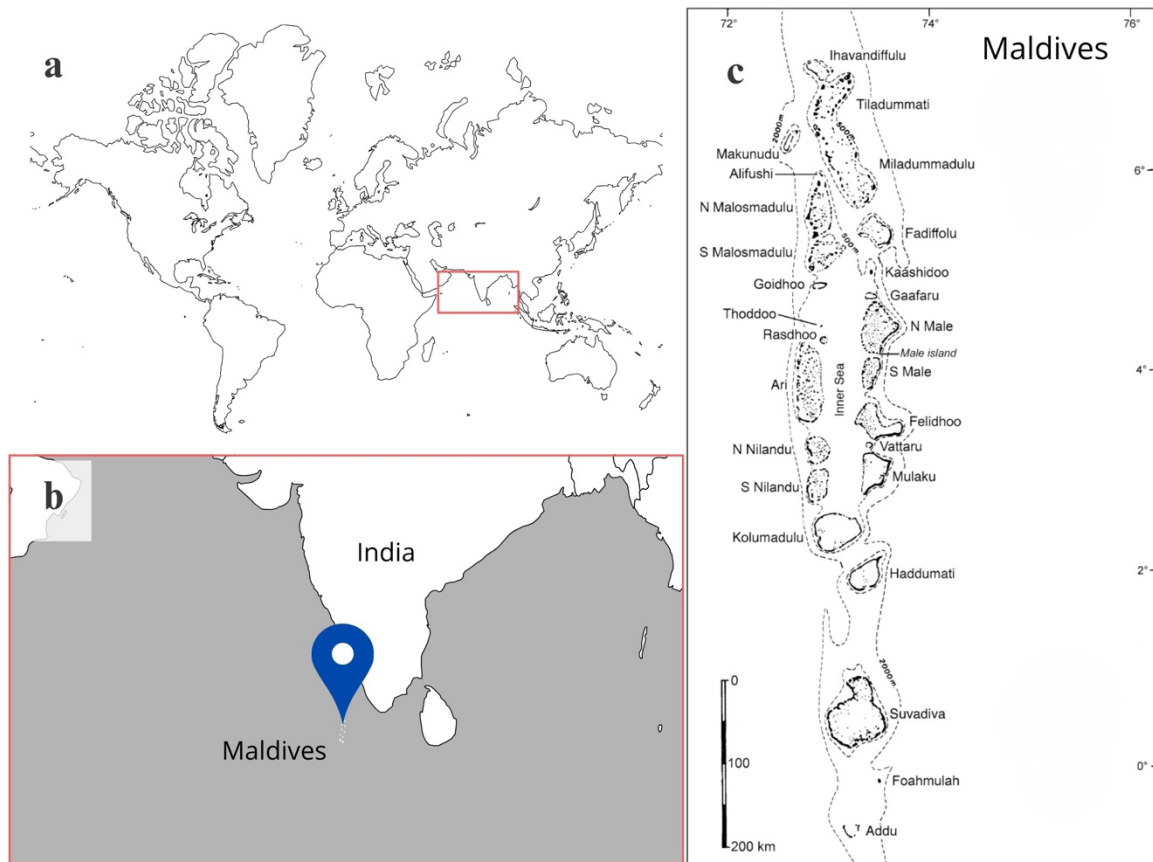 a
b
India
Maldives
c
72°
74°
76°
Maldives
Ihavandiffulu
Tiladummati
2000m
500m
Makunudu
Miladummadulu
Alifushi
6°
N Malosmadulu
Fadiffolu
S Malosmadulu
500m
Kaashidoo
Goidhoo
Gaafaru
Thoddoo
N Male
Rasdhoo
Male island
4°
S Male
Ari
Inner Sea
Felidhoo
N Nilandu
Vattaru
Mulaku
S Nilandu
Kolumadulu
Haddumati
2°
2000m
0
Suvadiva
100
0°
Foahmulah
Addu
200 km